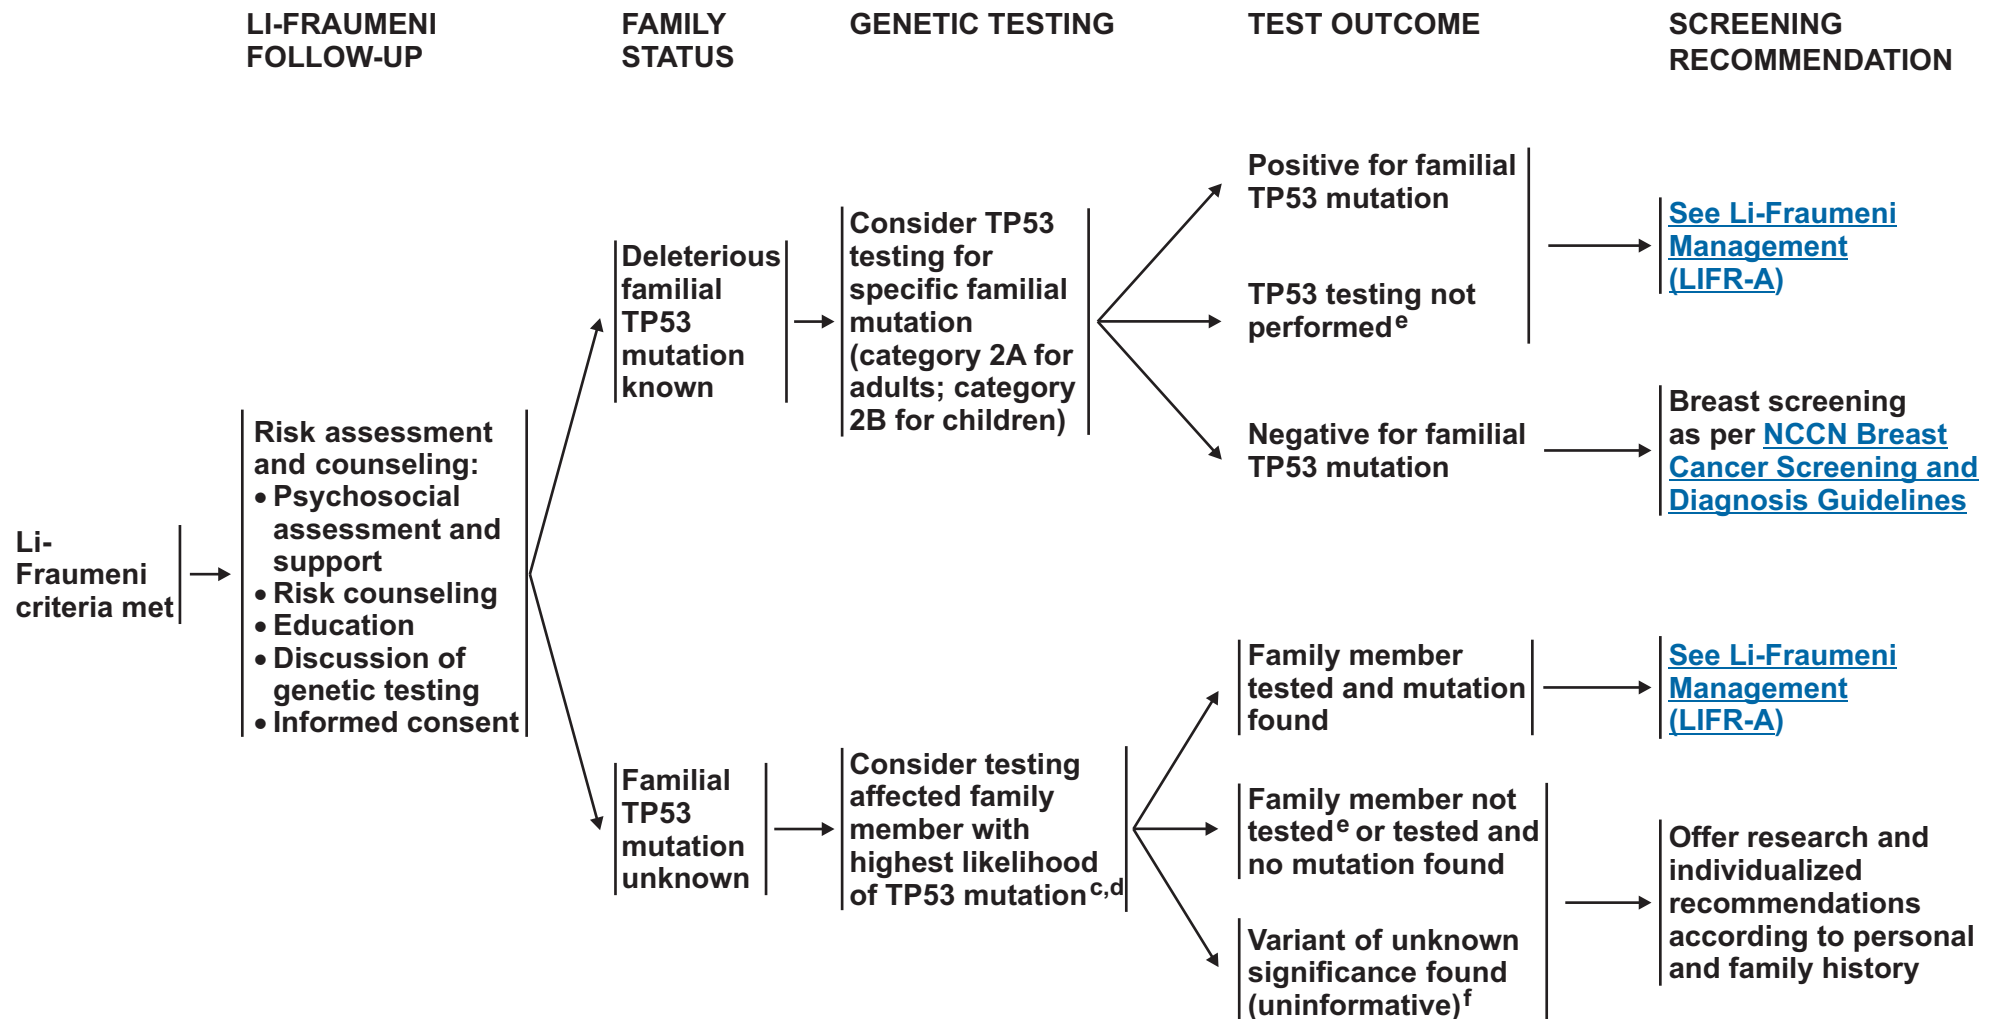 LI-FRAUMENI
FOLLOW-UP
FAMILY
STATUS
GENETIC TESTING
TEST OUTCOME
SCREENING
RECOMMENDATION
Li-
Fraumeni
criteria met
Risk assessment
and counseling:
• Psychosocial
assessment and
support
• Risk counseling
• Education
• Discussion of
genetic testing
• Informed consent
Deleterious
familial
TP53
mutation
known
Consider TP53
testing for
specific familial
mutation
(category 2A for
adults; category
2B for children)
Positive for familial
TP53 mutation
TP53 testing not
performed e
See Li-Fraumeni
Management
(LIFR-A)
Negative for familial
TP53 mutation
Breast screening
as per NCCN Breast
Cancer Screening and
Diagnosis Guidelines
Familial
TP53
mutation
unknown
Consider testing
affected family
member with
highest likelihood
of TP53 mutation c,d
Family member
tested and mutation
found
See Li-Fraumeni
Management
(LIFR-A)
Family member not
tested e or tested and
no mutation found
Variant of unknown
significance found
(uninformative) f
Offer research and
individualized
recommendations
according to personal
and family history